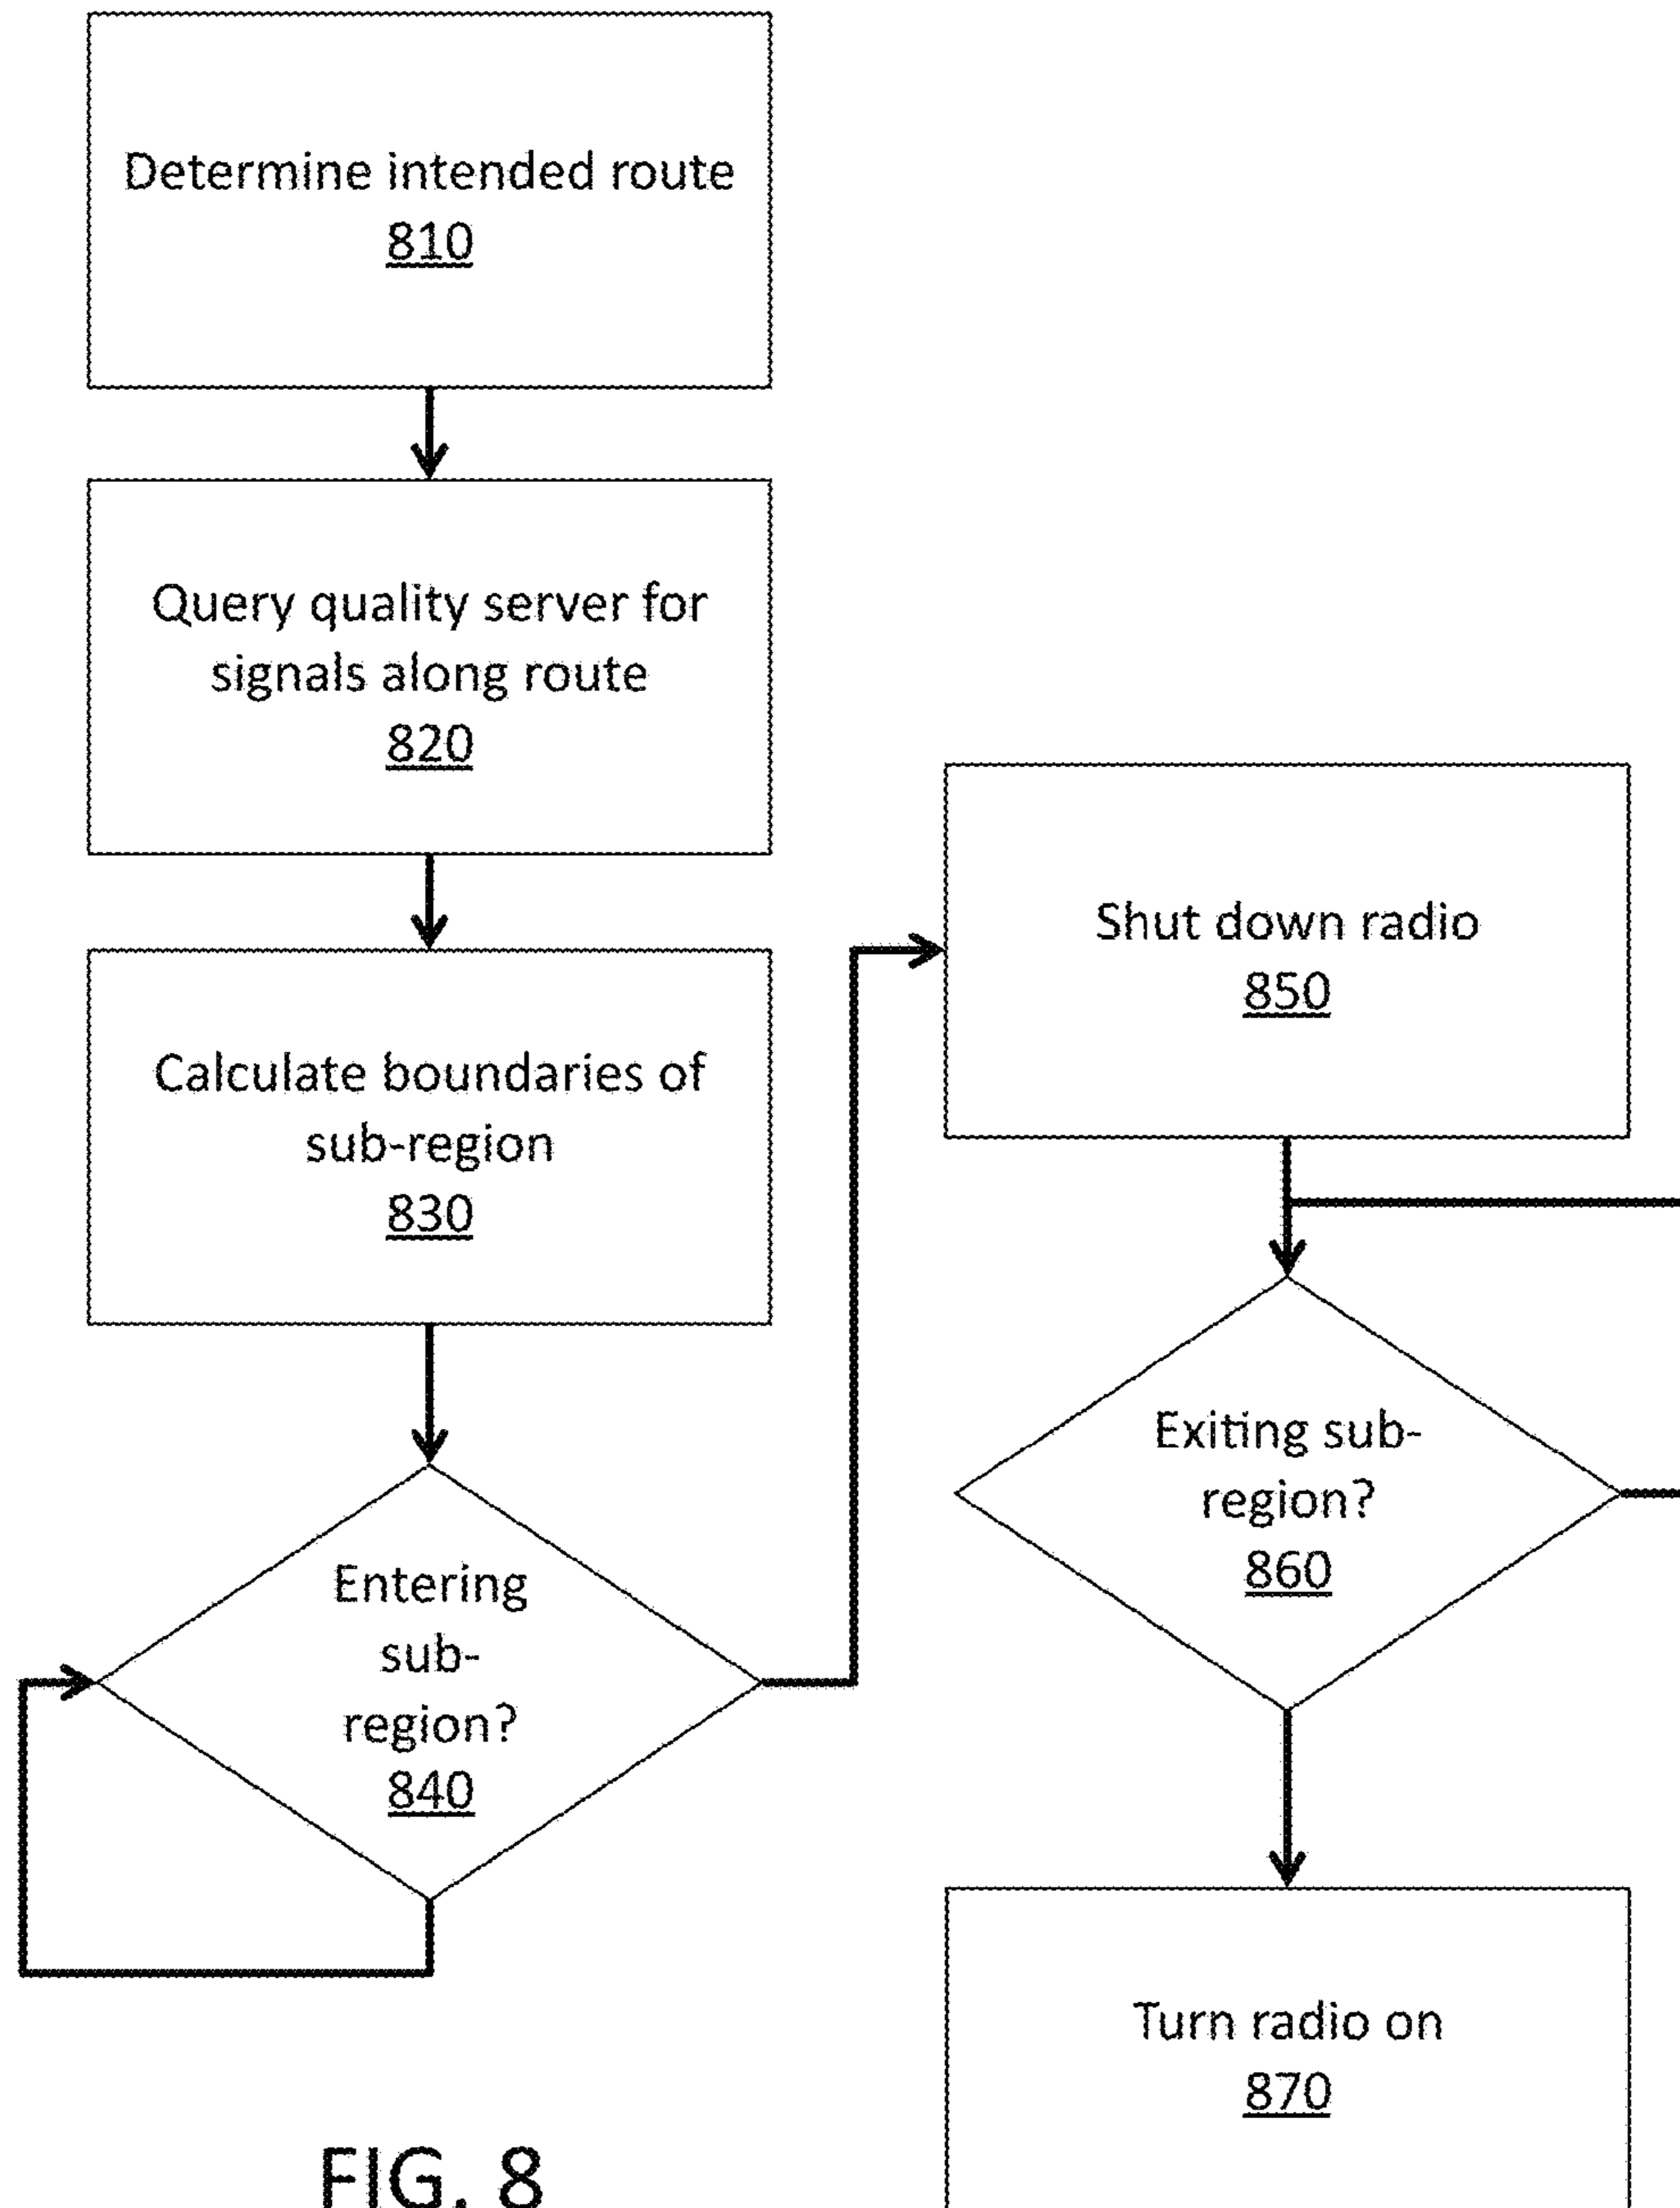 Determine intended route
810
Query quality server for
signals along route
820
Calculate boundaries of
sub-region
830
Entering
sub-
region?
840
Shut down radio
850
Exiting sub-
region?
860
Turn radio on
870
FIG. 8